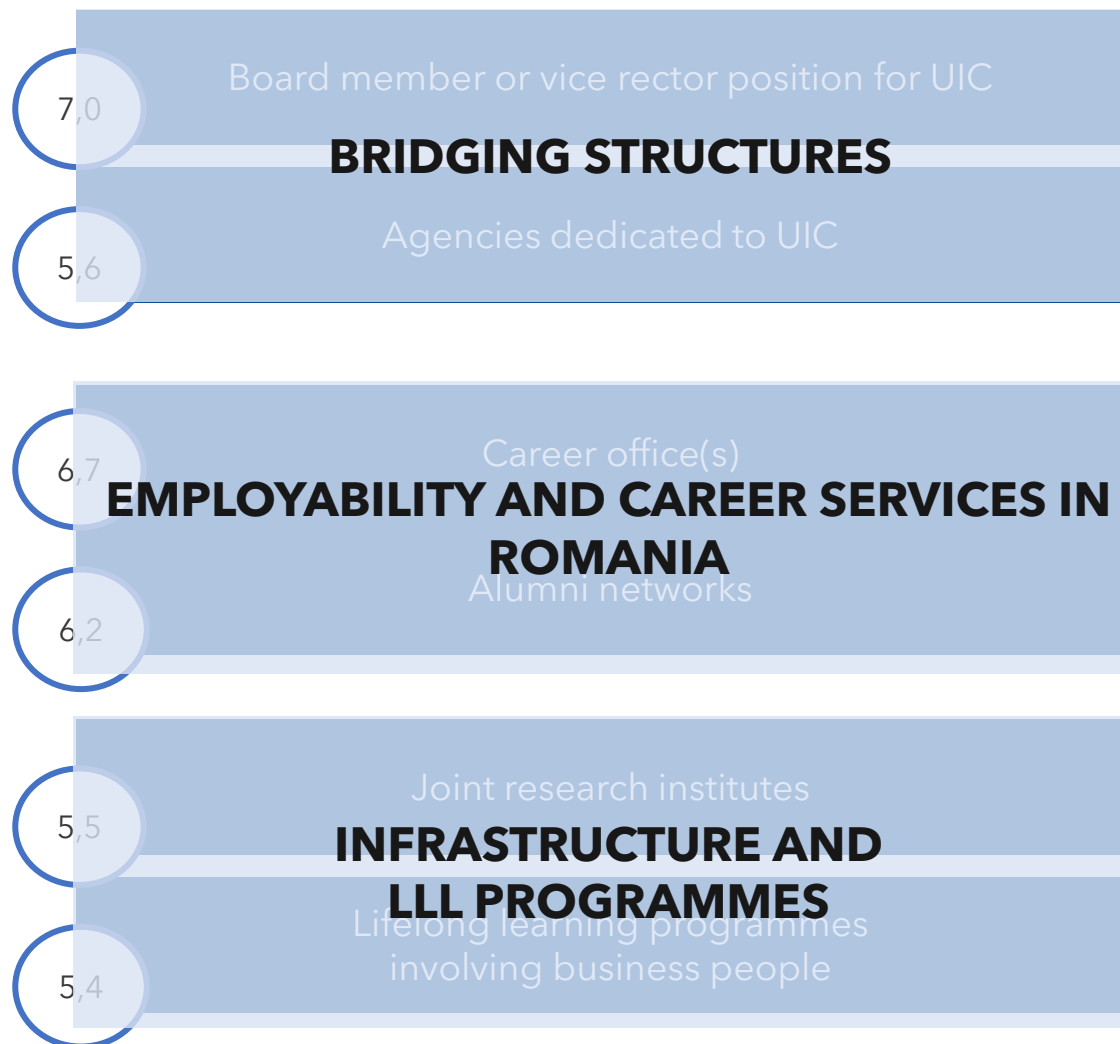 Board member or vice rector position for UIC
7,0
BRIDGING STRUCTURES
Agencies dedicated to UIC
5,6
Career office(s)
6,7
EMPLOYABILITY AND CAREER SERVICES IN
ROMANIA
Alumni networks
6,2
Joint research institutes
5,5
INFRASTRUCTURE AND
LLL PROGRAMMES
Lifelong learning programmes
involving business people
5,4